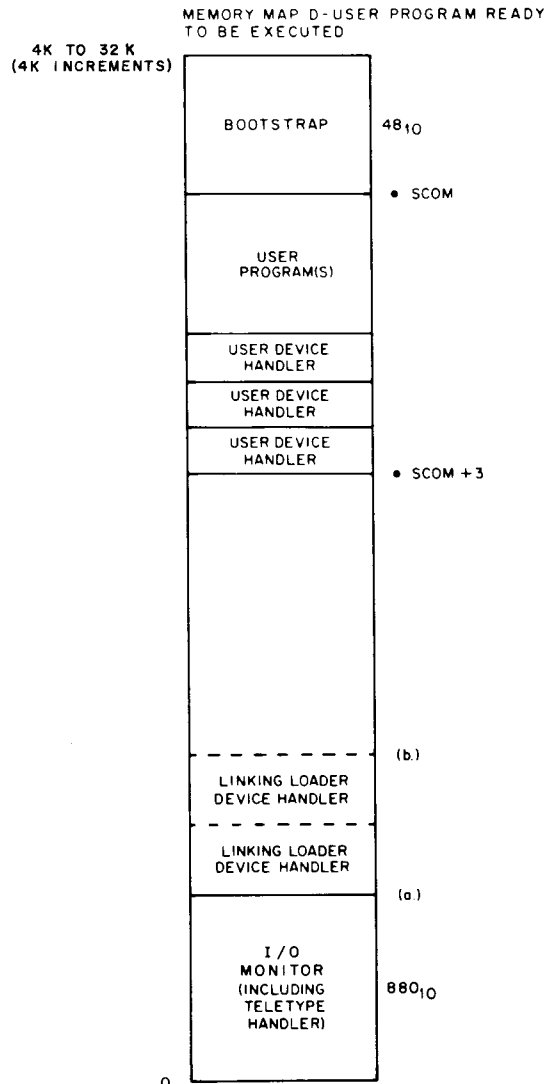 MEMORY MAP D-USER PROGRAM READY
TO BE EXECUTED
4K TO 32K
(4K INCREMENTS)
BOOTSTRAP
48₁₀
• SCOM
USER
PROGRAM(S)
USER DEVICE
HANDLER
USER DEVICE
HANDLER
USER DEVICE
HANDLER
• SCOM +3
(b.)
LINKING LOADER
DEVICE HANDLER
LINKING LOADER
DEVICE HANDLER
(a.)
I/O
MONITOR
(INCLUDING
TELETYPE
HANDLER)
880₁₀
0